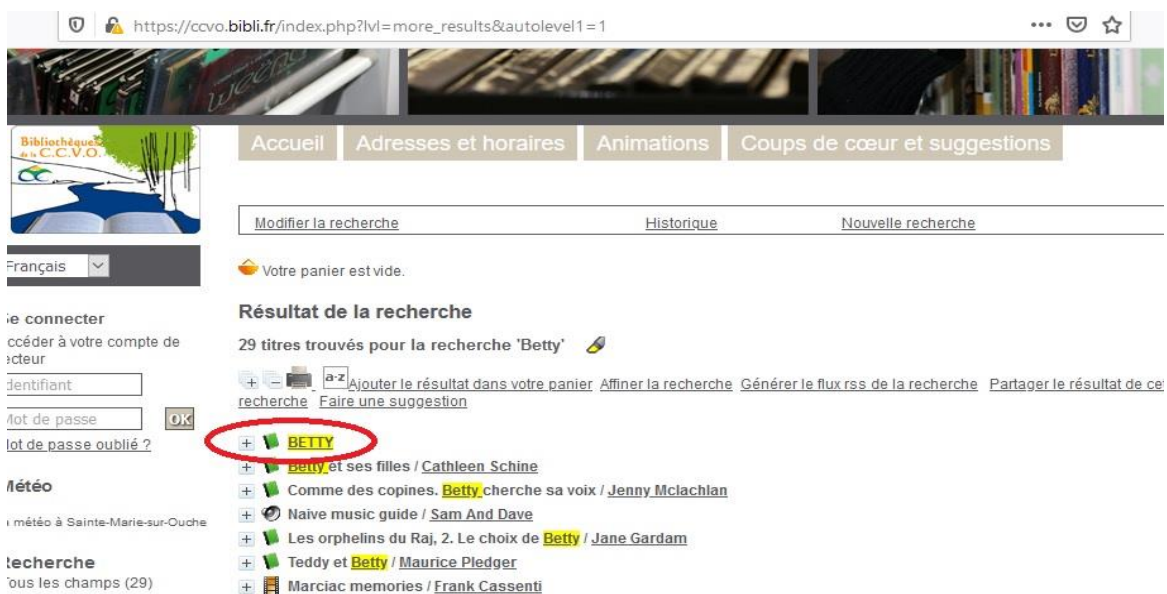 https://ccvo.bibli.fr/index.php?lvl=more_results&autolevel1=1
Bibliothèques
de la C.C.V.O.
Accueil Adresses et horaires Animations Coups de cœur et suggestions
Modifier la recherche Historique Nouvelle recherche
Français
Votre panier est vide.
Se connecter
ccéder à votre compte de
ecteur
dentifiant
Mot de passe OK
Mot de passe oublié ?
Météo
a météo à Sainte-Marie-sur-Ouche
Recherche
Tous les champs (29)
Résultat de la recherche
29 titres trouvés pour la recherche 'Betty'
a-z Ajouter le résultat dans votre panier Affiner la recherche Générer le flux rss de la recherche Partager le résultat de cet
recherche Faire une suggestion
BETTY
Betty et ses filles / Cathleen Schine
Comme des copines. Betty cherche sa voix / Jenny Mclachlan
Naive music guide / Sam And Dave
Les orphelins du Raj, 2. Le choix de Betty / Jane Gardam
Teddy et Betty / Maurice Pledger
Marciac memories / Frank Cassenti